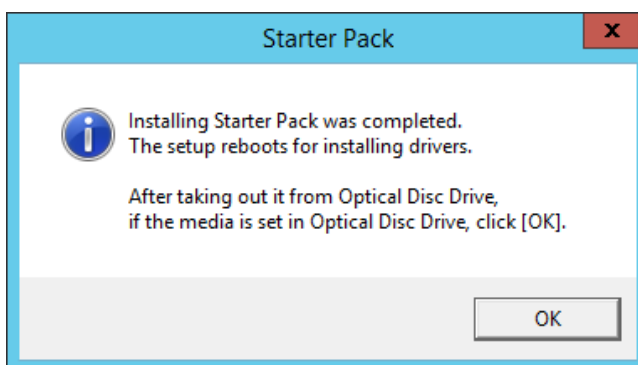 Starter Pack
x
Installing Starter Pack was completed.
The setup reboots for installing drivers.
After taking out it from Optical Disc Drive,
if the media is set in Optical Disc Drive, click [OK].
OK